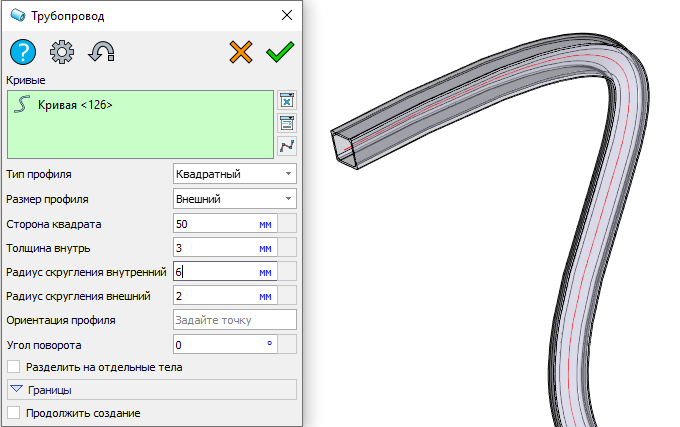 Трубопровод
Кривые
Кривая <126>
Тип профиля Квадратный
Размер профиля Внешний
Сторона квадрата 50 мм
Толщина внутрь 3 мм
Радиус скругления внутренний 6 мм
Радиус скругления внешний 2 мм
Ориентация профиля Задайте точку
Угол поворота 0 °
Разделить на отдельные тела
Границы
Продолжить создание